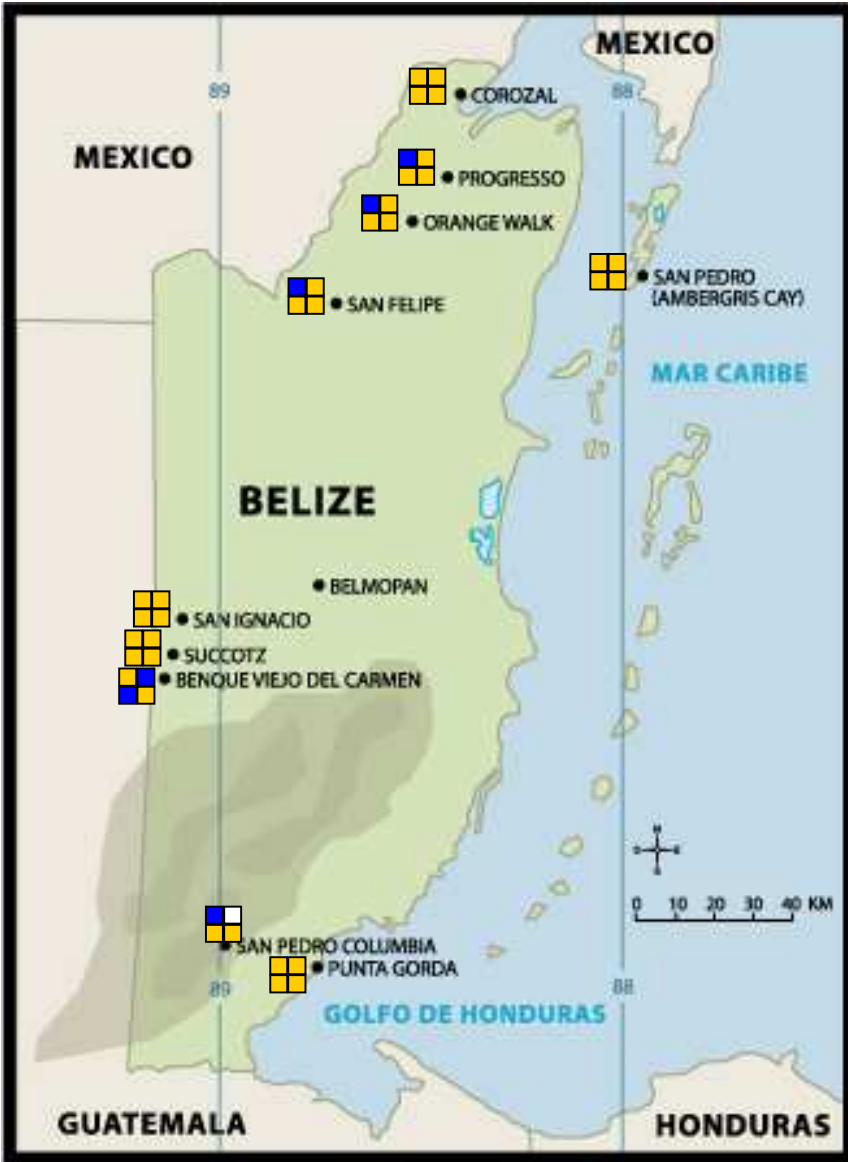 MEXICO
89
88
COROZAL
MEXICO
PROGRESSO
ORANGE WALK
SAN PEDRO
(AMBERGRIS CAY)
SAN FELIPE
MAR CARIBE
BELIZE
BELMOPAN
SAN IGNACIO
SUCCOTZ
BENQUE VIEJO DEL CARMEN
0 10 20 30 40 KM
SAN PEDRO COLUMBIA
PUNTA GORDA
89
88
GOLFO DE HONDURAS
GUATEMALA
HONDURAS